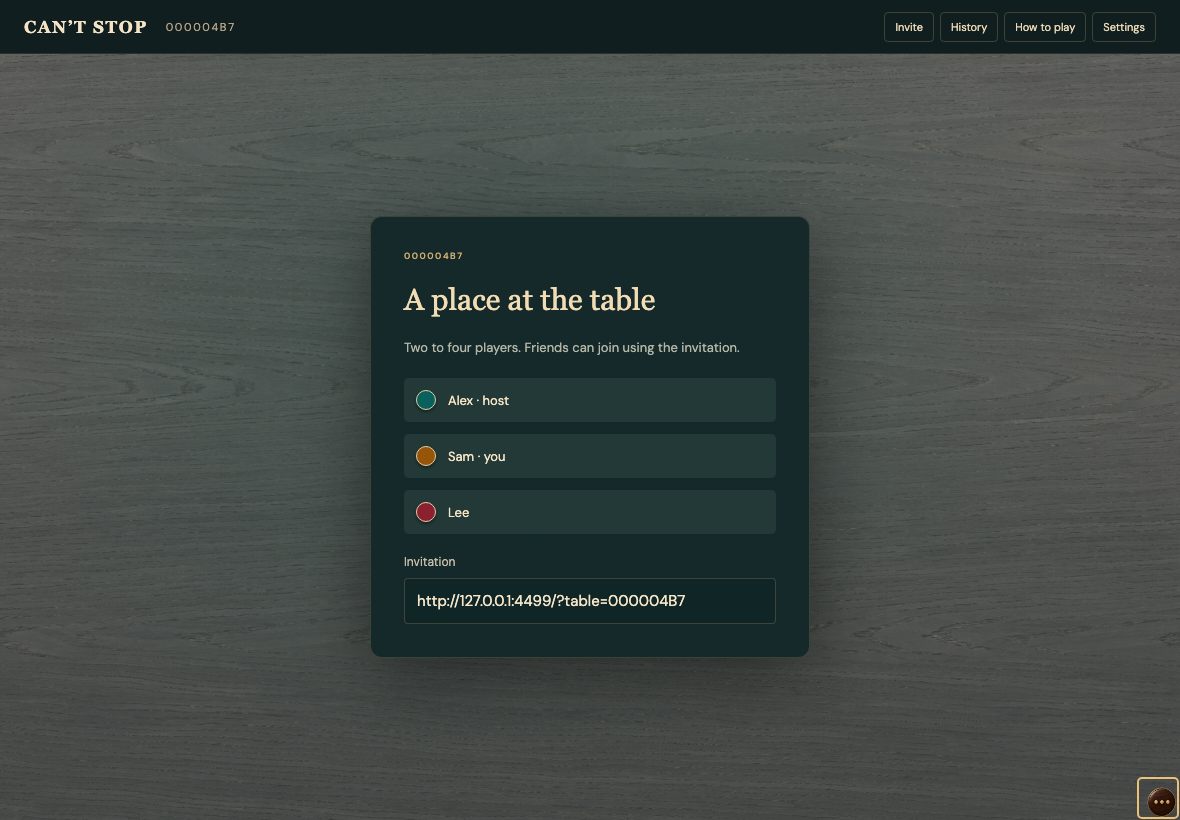 CAN’T STOP
000004B7
Invite
History
How to play
Settings
000004B7
A place at the table
Two to four players. Friends can join using the invitation.
Alex · host
Sam · you
Lee
Invitation
http://127.0.0.1:4499/?table=000004B7